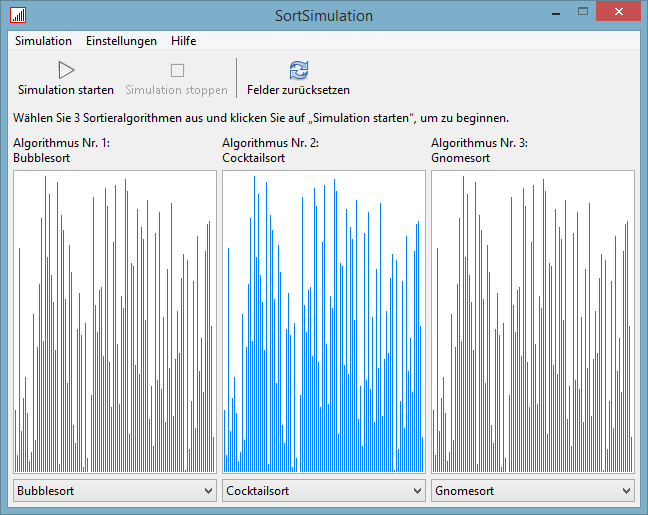 SortSimulation
Simulation Einstellungen Hilfe
Simulation starten Simulation stoppen Felder zurücksetzen
Wählen Sie 3 Sortieralgorithmen aus und klicken Sie auf „Simulation starten“, um zu beginnen.
Algorithmus Nr. 1: Algorithmus Nr. 2: Algorithmus Nr. 3:
Bubblesort Cocktailsort Gnomesort
Bubblesort Cocktailsort Gnomesort